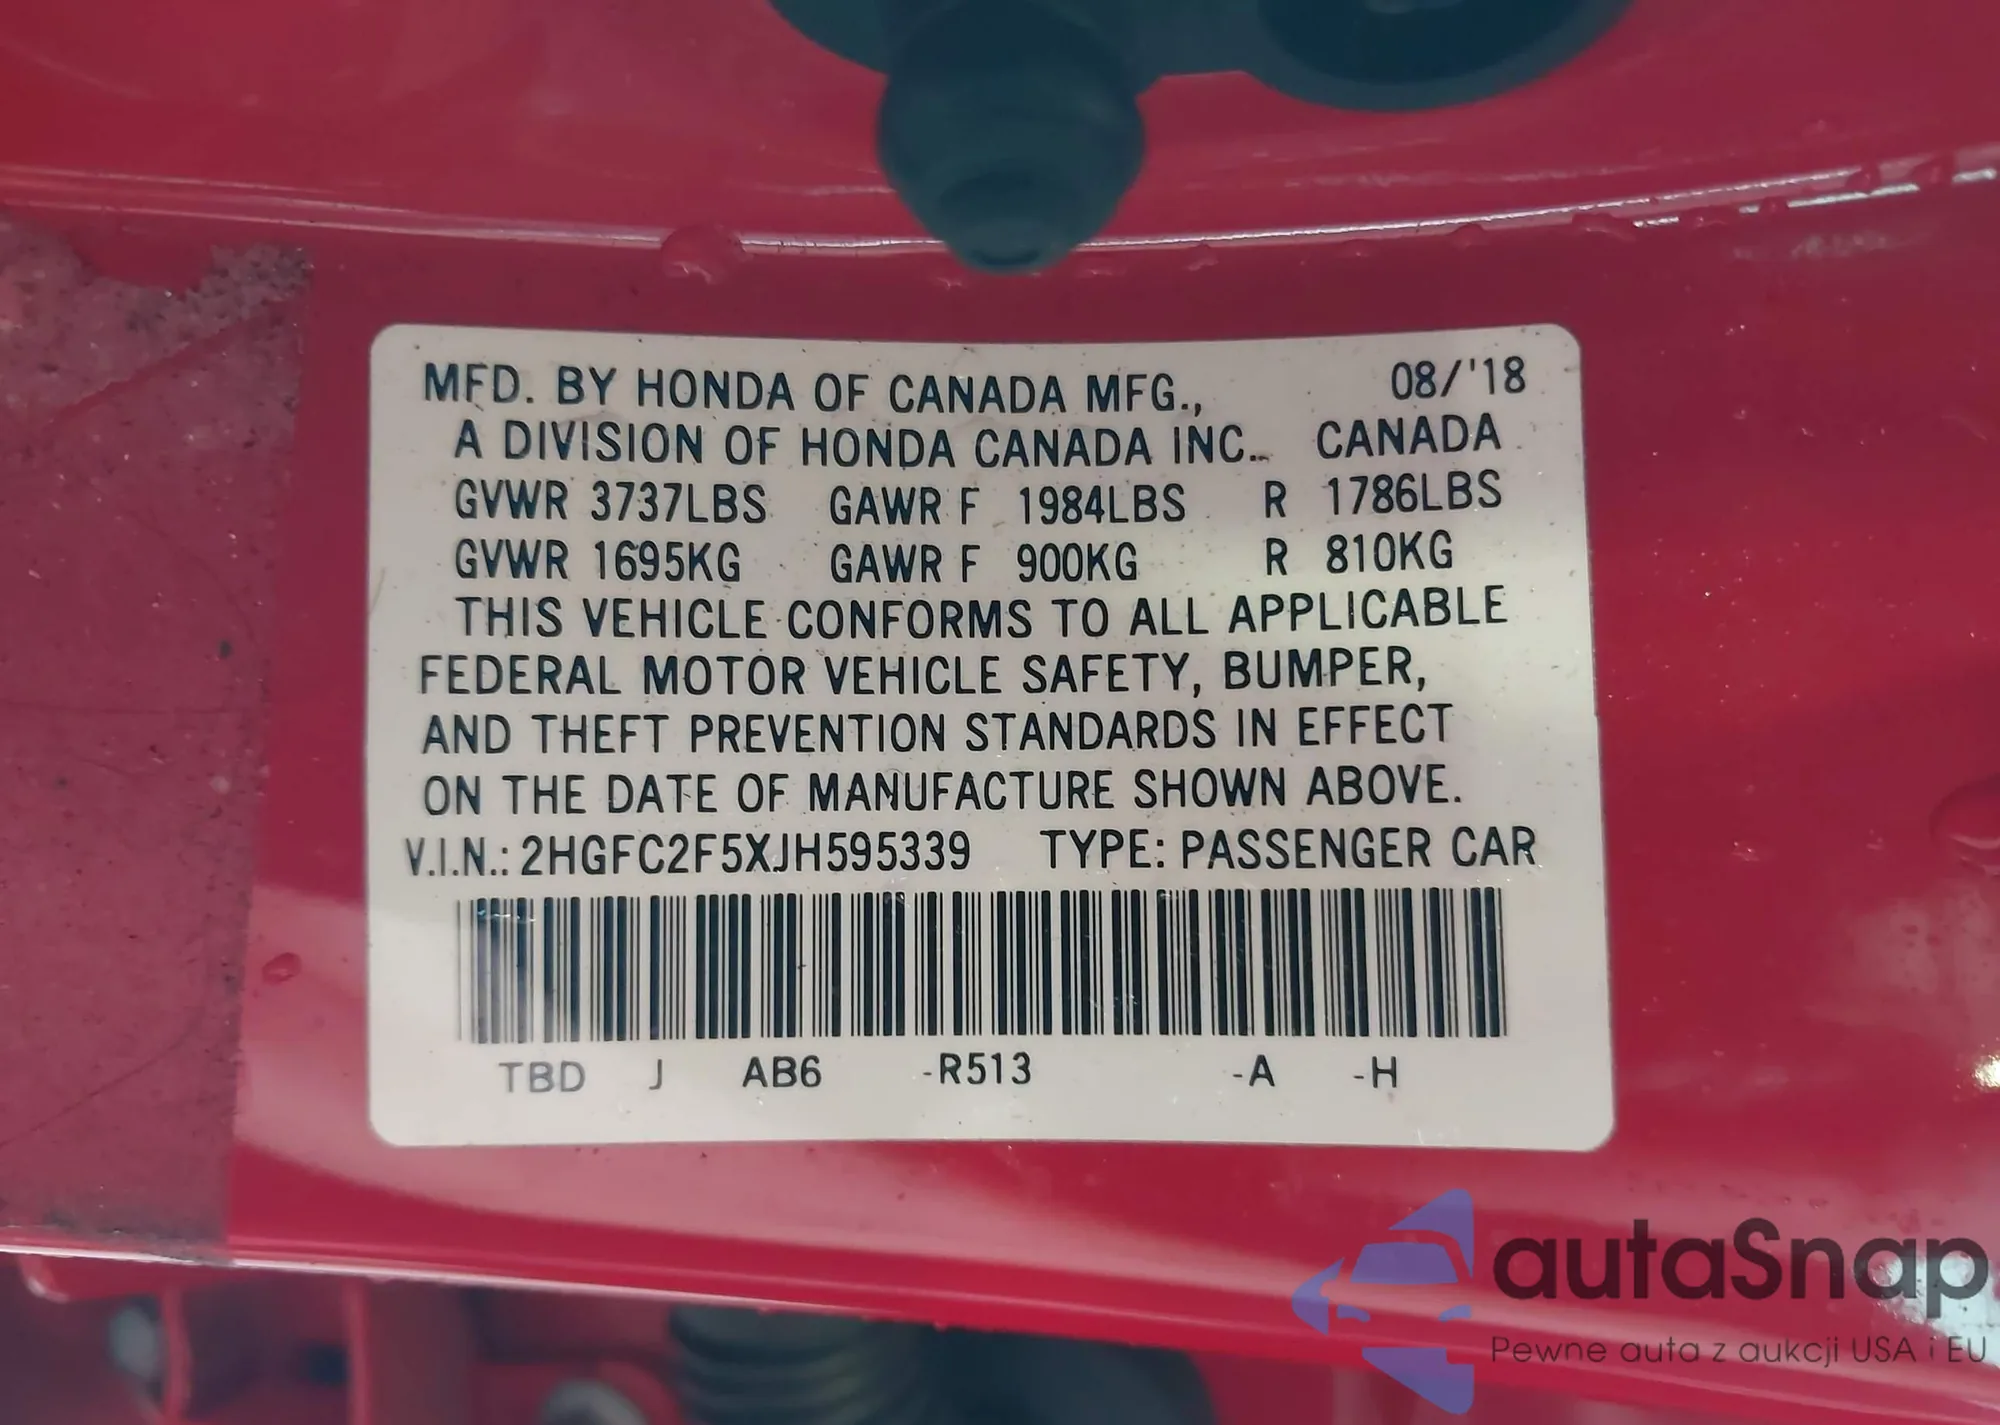 MFD. BY HONDA OF CANADA MFG., 08/'18
A DIVISION OF HONDA CANADA INC.. CANADA
GVWR 3737LBS GAWR F 1984LBS R 1786LBS
GVWR 1695KG GAWR F 900KG R 810KG
THIS VEHICLE CONFORMS TO ALL APPLICABLE
FEDERAL MOTOR VEHICLE SAFETY, BUMPER,
AND THEFT PREVENTION STANDARDS IN EFFECT
ON THE DATE OF MANUFACTURE SHOWN ABOVE.
V.I.N.: 2HGFC2F5XJH595339 TYPE: PASSENGER CAR
TBD J AB6 -R513 -A -H
autaSnap
Pewne auta z aukcji USA i EU